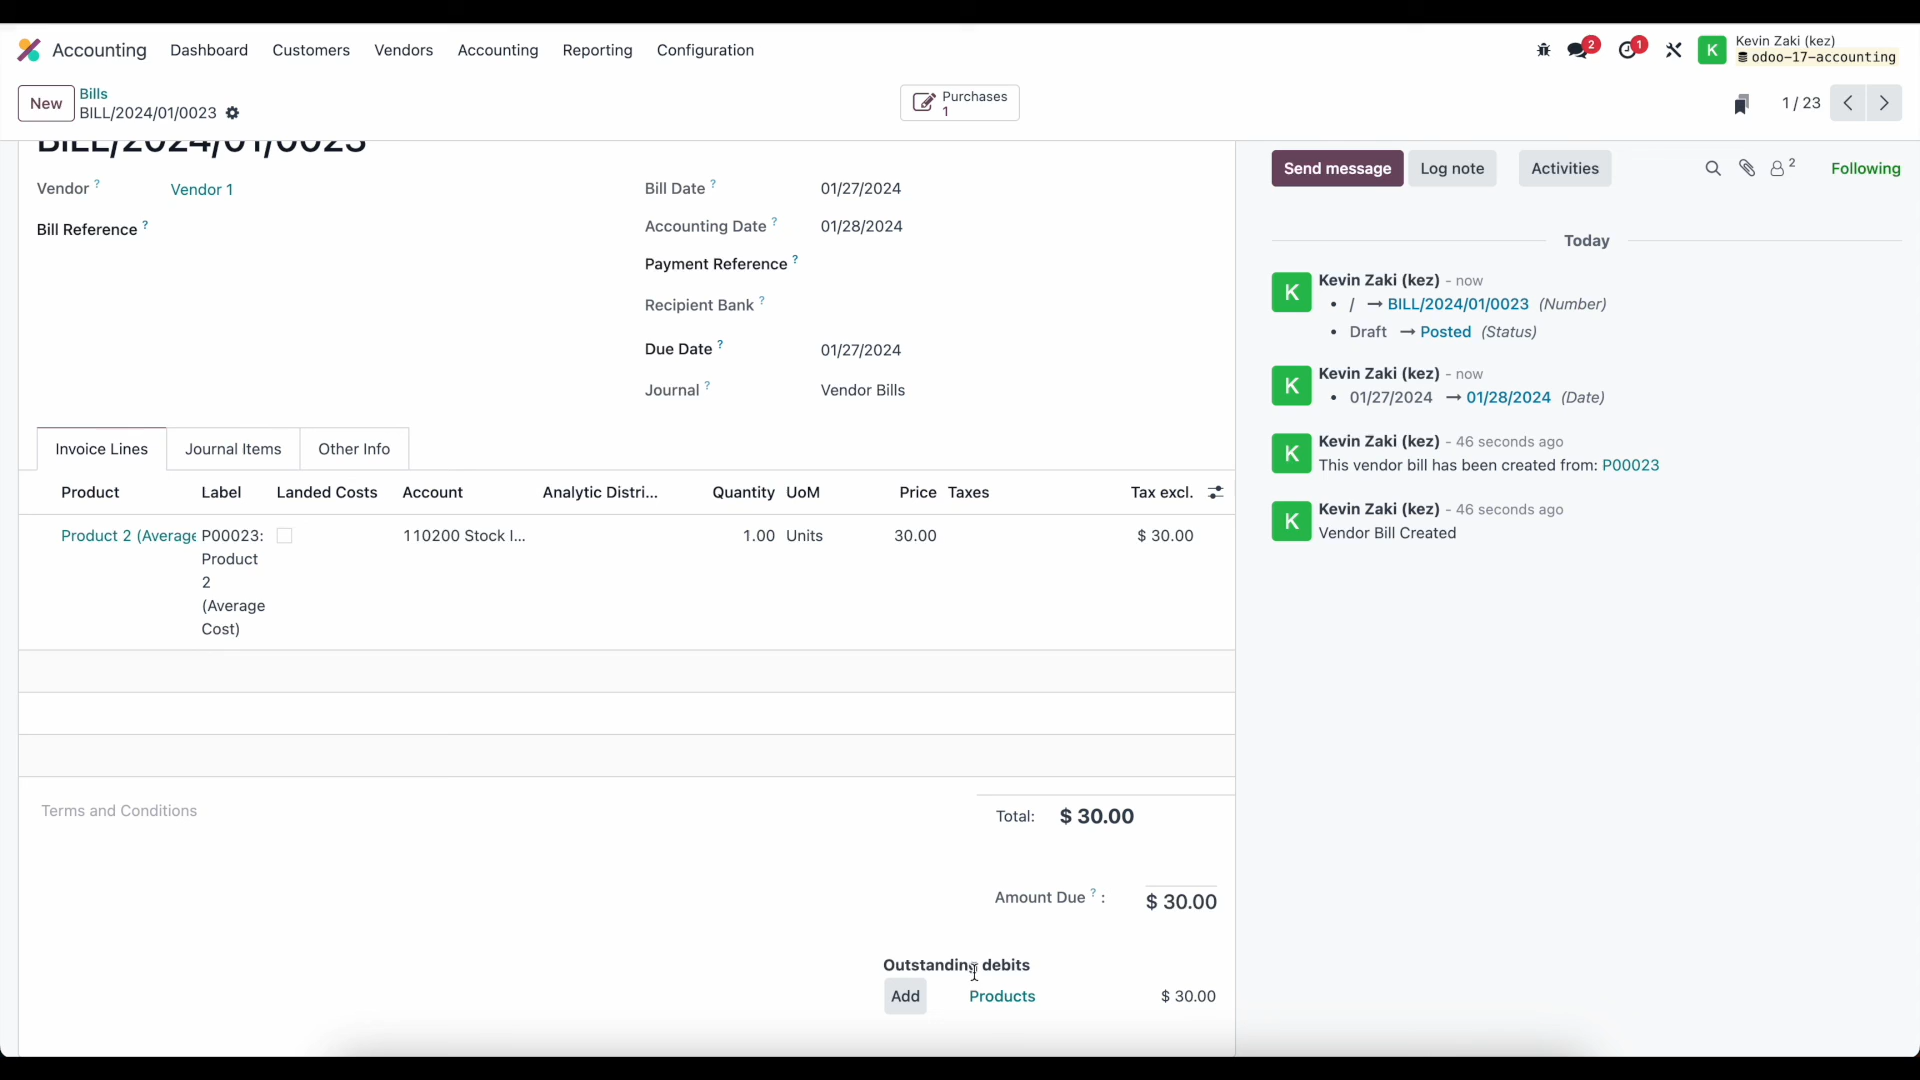 Accounting Dashboard Customers Vendors Accounting Reporting Configuration 2 1 K Kevin Zaki (kez)
odoo-17-accounting
New Bills
BILL/2024/01/0023
Purchases
1
1 / 23
BILL/2024/01/0023
Send message Log note Activities 2 Following
Vendor ? Vendor 1
Bill Reference ?
Bill Date ? 01/27/2024
Accounting Date ? 01/28/2024
Payment Reference ?
Recipient Bank ?
Due Date ? 01/27/2024
Journal ? Vendor Bills
Invoice Lines Journal Items Other Info
Product Label Landed Costs Account Analytic Distri... Quantity UoM Price Taxes Tax excl.
Product 2 (Average P00023: 110200 Stock I... 1.00 Units 30.00 $ 30.00
Product
2
(Average
Cost)
Terms and Conditions
Total: $ 30.00
Amount Due ? : $ 30.00
Outstanding debits
Add Products $ 30.00
Today
K Kevin Zaki (kez) - now
• / → BILL/2024/01/0023 (Number)
• Draft → Posted (Status)
K Kevin Zaki (kez) - now
• 01/27/2024 → 01/28/2024 (Date)
K Kevin Zaki (kez) - 46 seconds ago
This vendor bill has been created from: P00023
K Kevin Zaki (kez) - 46 seconds ago
Vendor Bill Created